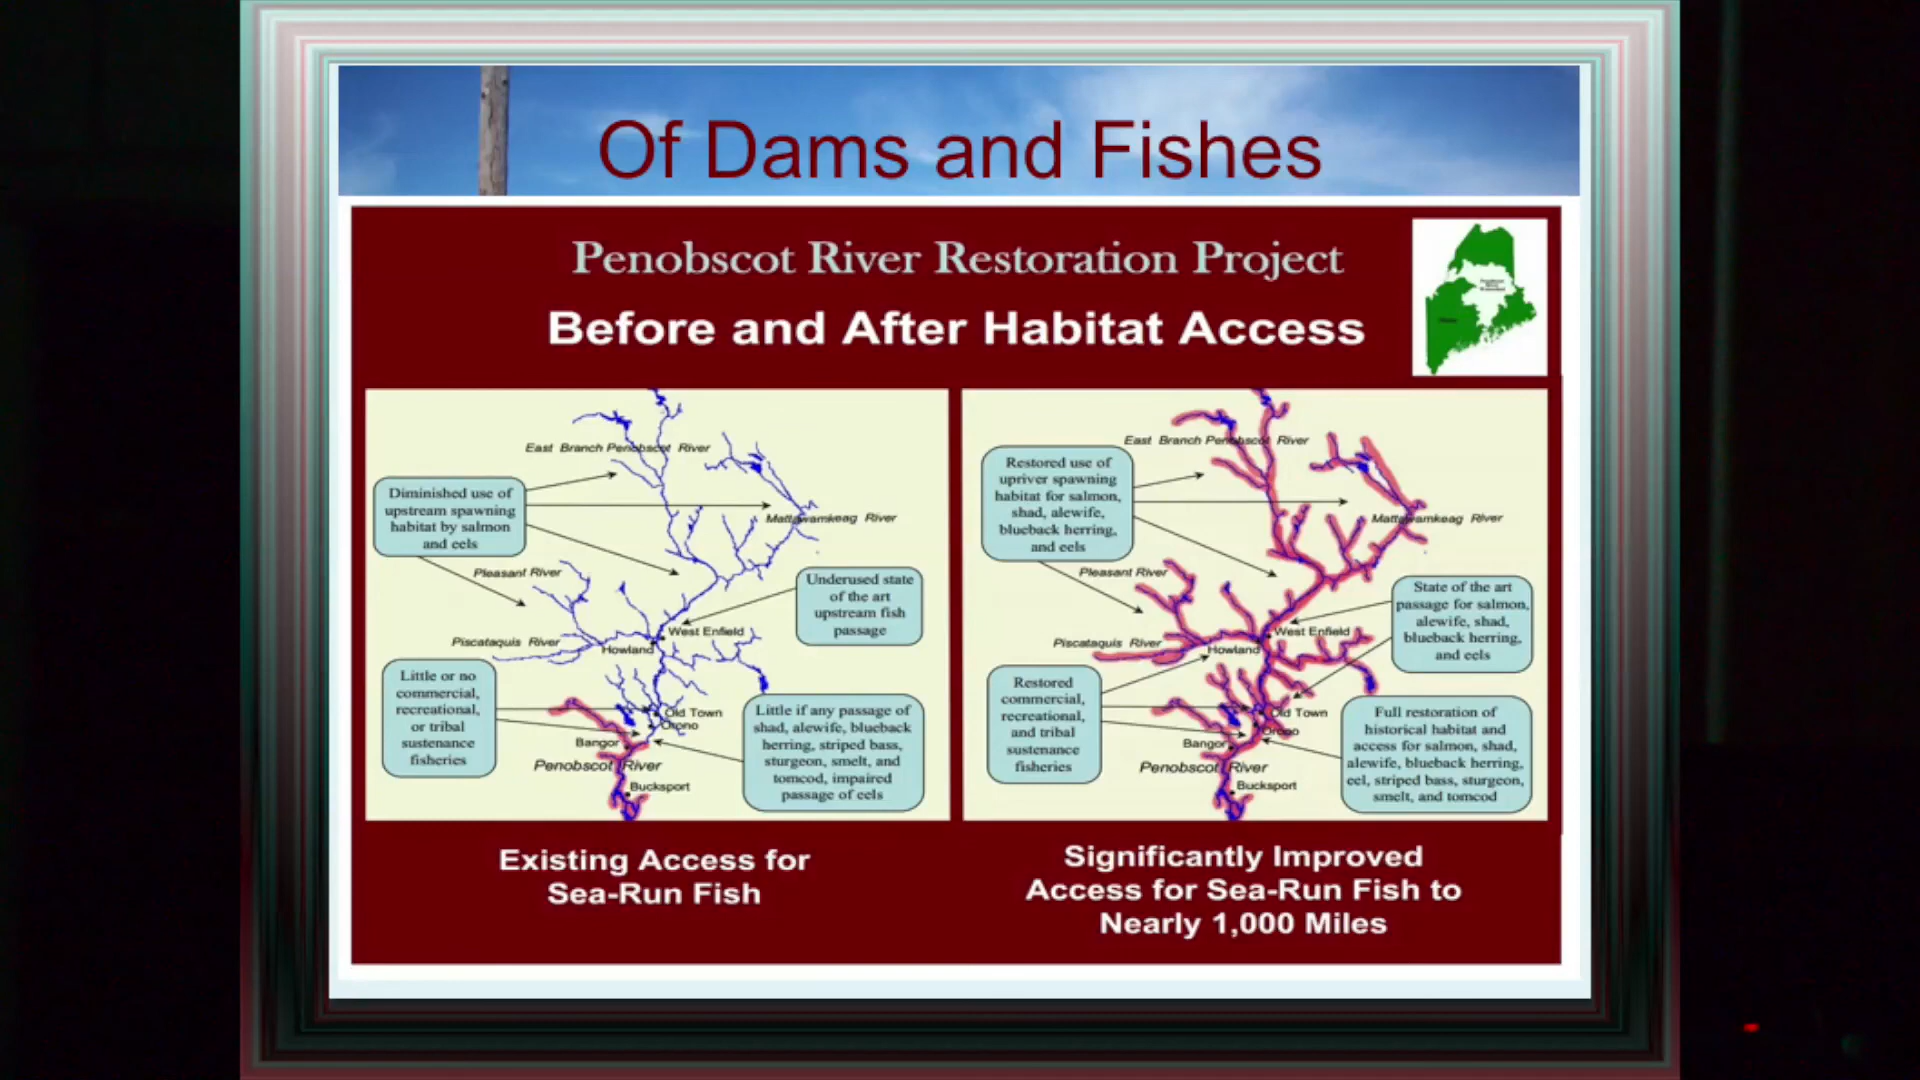 Of Dams and Fishes
Penobscot River Restoration Project
Before and After Habitat Access
East Branch Penobscot River
Diminished use of
upstream spawning
habitat by salmon
and eels
Mattawamkeag River
Pleasant River
Underused state
of the art
upstream fish
passage
West Enfield
Piscataquis River
Howland
Little or no
commercial,
recreational,
or tribal
sustenance
fisheries
Old Town
Orono
Bangor
Penobscot River
Bucksport
Little if any passage of
shad, alewife, blueback
herring, striped bass,
sturgeon, smelt, and
tomcod, impaired
passage of eels
Existing Access for
Sea-Run Fish
East Branch Penobscot River
Restored use of
upriver spawning
habitat for salmon,
shad, alewife,
blueback herring,
and eels
Mattawamkeag River
Pleasant River
State of the art
passage for salmon,
alewife, shad,
blueback herring,
and eels
West Enfield
Piscataquis River
Howland
Restored
commercial,
recreational,
and tribal
sustenance
fisheries
Old Town
Orono
Bangor
Penobscot River
Bucksport
Full restoration of
historical habitat and
access for salmon, shad,
alewife, blueback herring,
eel, striped bass, sturgeon,
smelt, and tomcod
Significantly Improved
Access for Sea-Run Fish to
Nearly 1,000 Miles